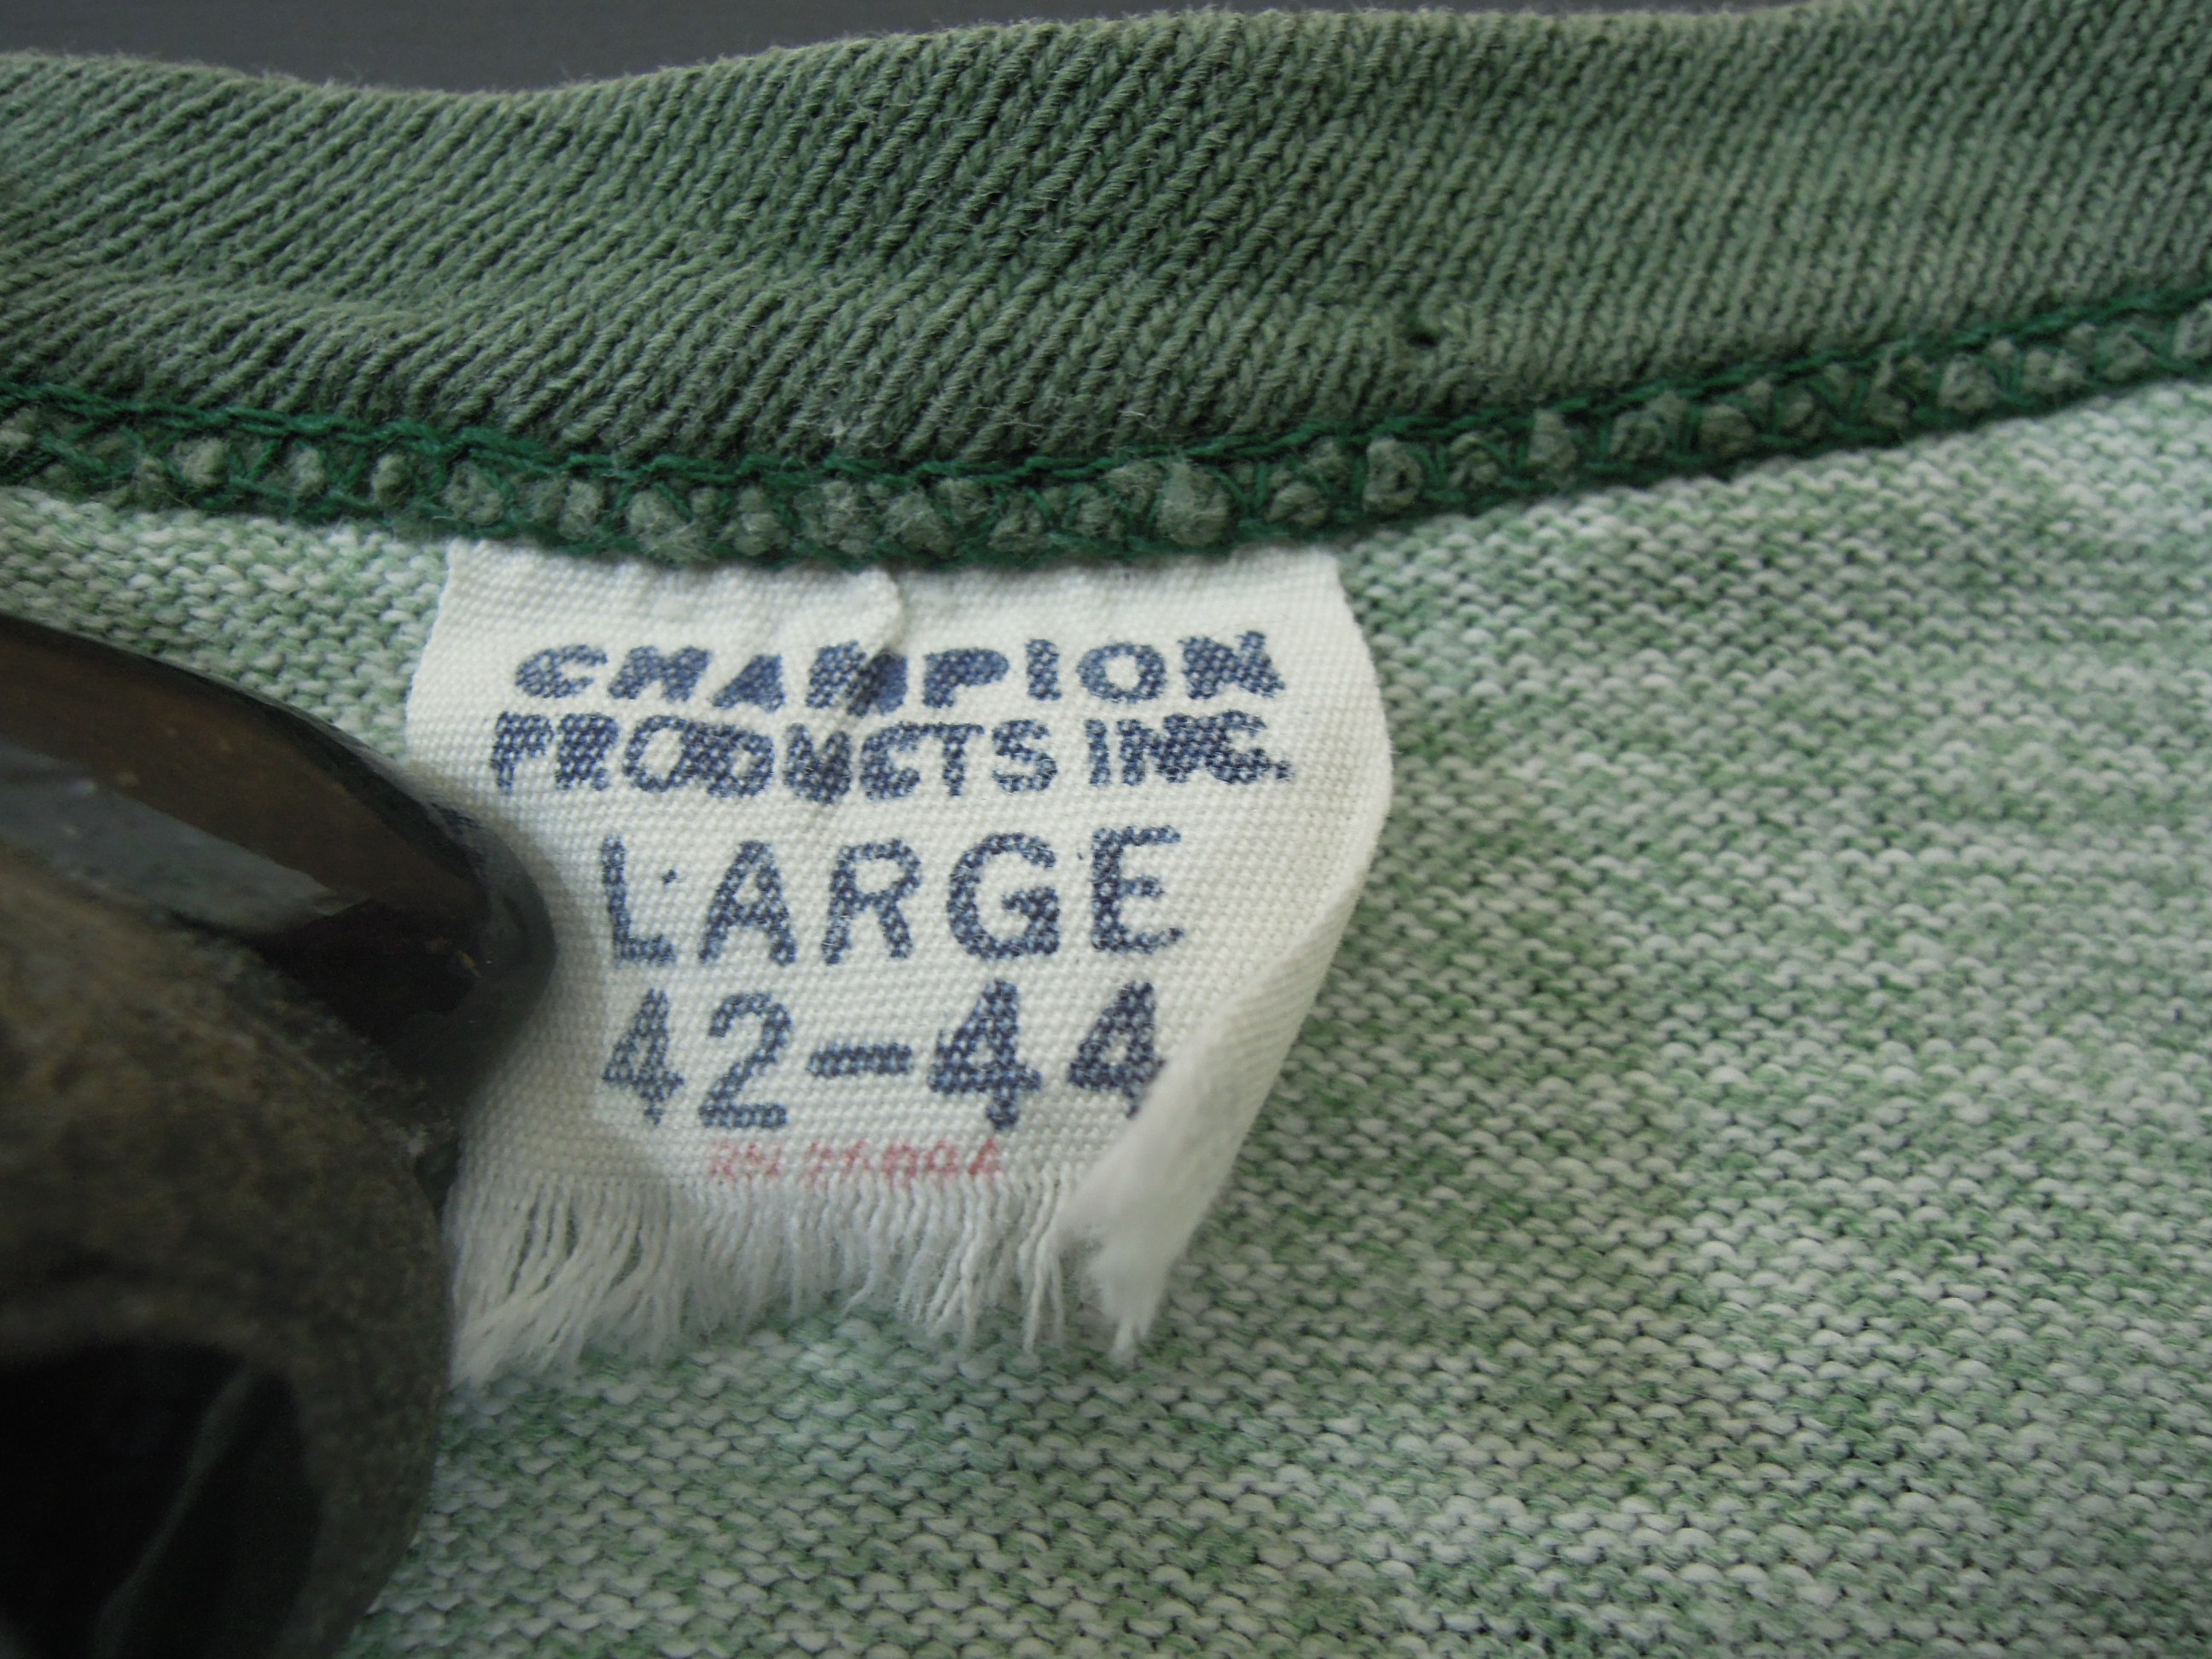 CHAMPION
PRODUCTS INC.
LARGE
42-44